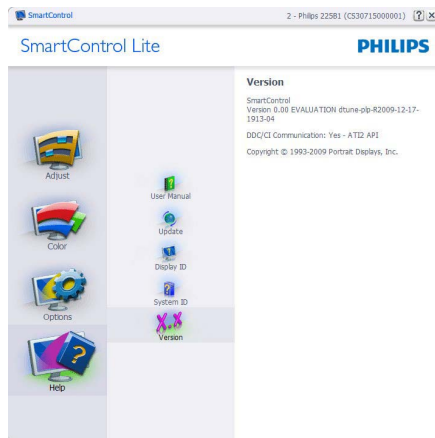 SmartControl
2 - Philips 225B1 (CS30715000001)
SmartControl Lite
PHILIPS
Adjust
Color
Options
Help
User Manual
Update
Display ID
System ID
X.X
Version
Version
SmartControl
Version 0.00 EVALUATION dtune-plp-R2009-12-17-
1913-04
DDC/CI Communication: Yes - ATI2 API
Copyright © 1993-2009 Portrait Displays, Inc.